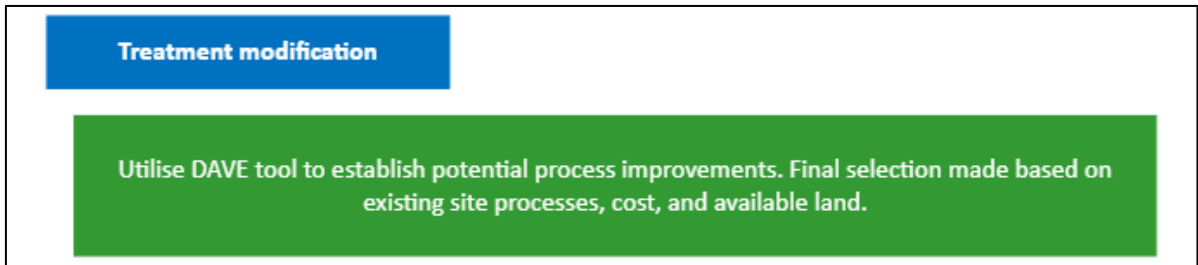 Treatment modification
Utilise DAVE tool to establish potential process improvements. Final selection made based on
existing site processes, cost, and available land.